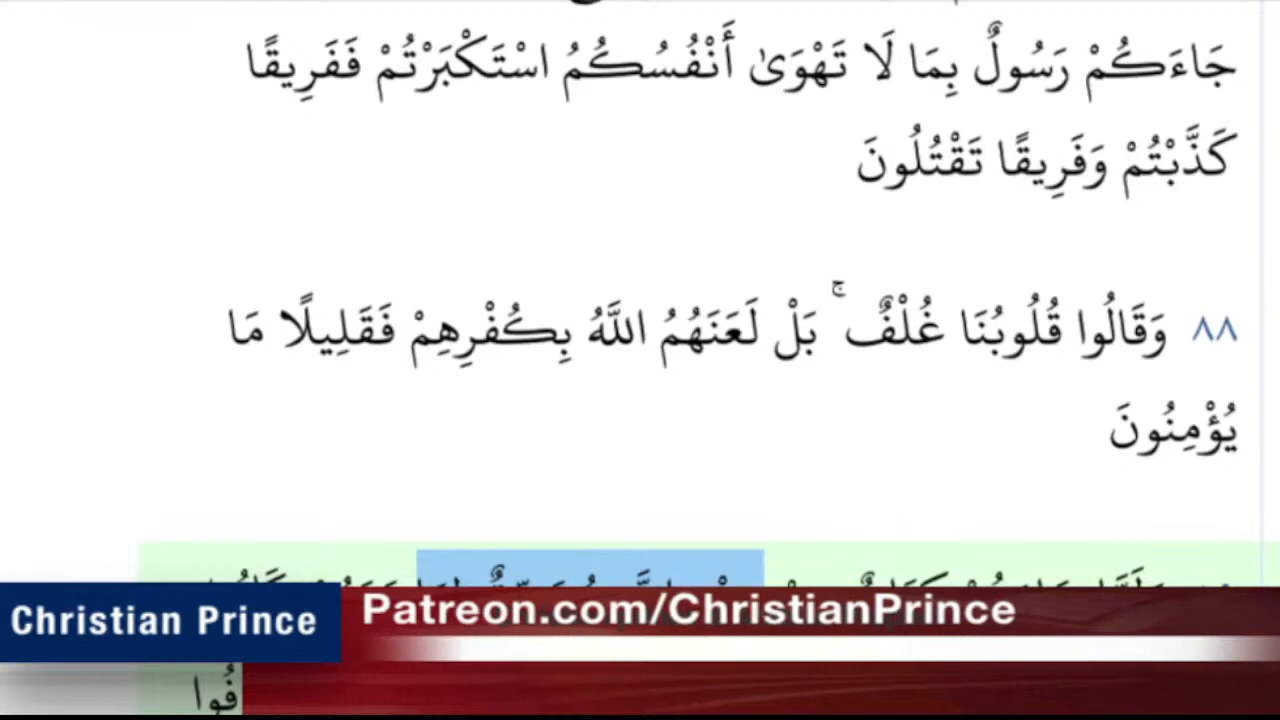 جَاءَكُمْ رَسُولٌ بِمَا لَا تَهْوَىٰ أَنْفُسُكُمُ اسْتَكْبَرْتُمْ فَفَرِيقًا
كَذَّبْتُمْ وَفَرِيقًا تَقْتُلُونَ
٨٨ وَقَالُوا قُلُوبُنَا غُلْفٌ ۚ بَلْ لَعَنَهُمُ اللَّهُ بِكُفْرِهِمْ فَقَلِيلًا مَا
يُؤْمِنُونَ
Christian Prince
Patreon.com/ChristianPrince